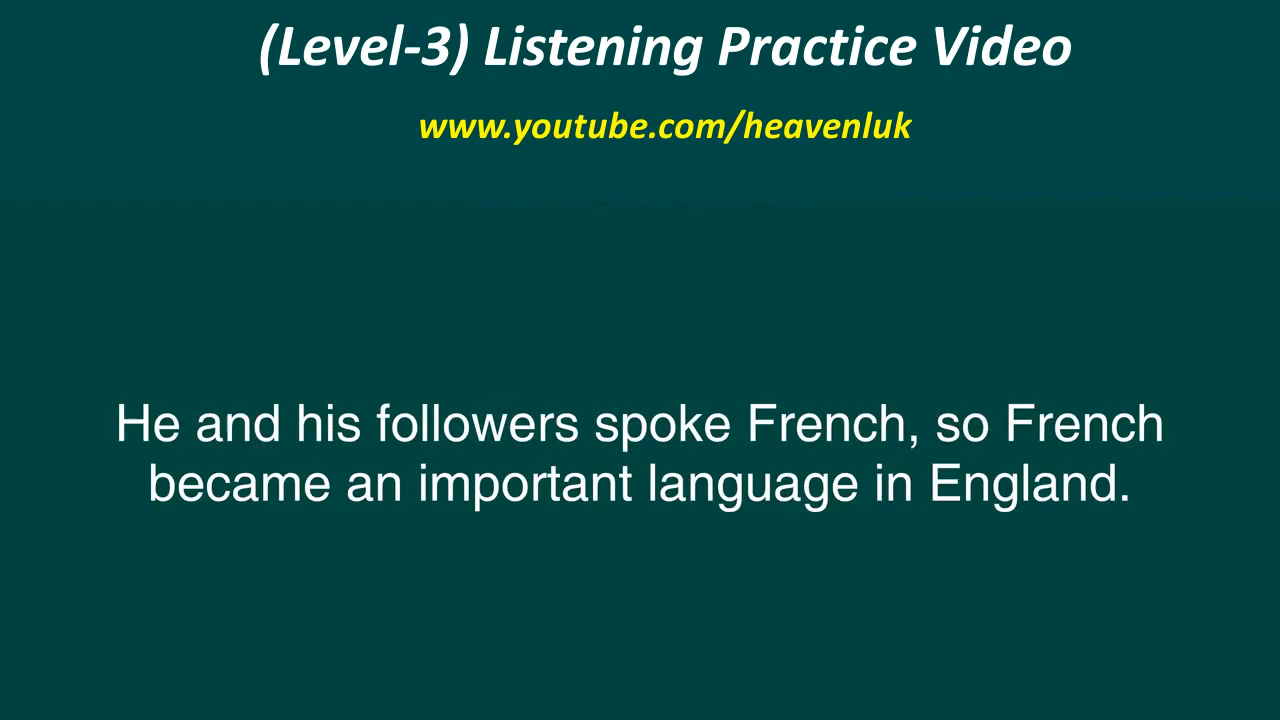 (Level-3) Listening Practice Video
www.youtube.com/heavenluk
He and his followers spoke French, so French
became an important language in England.